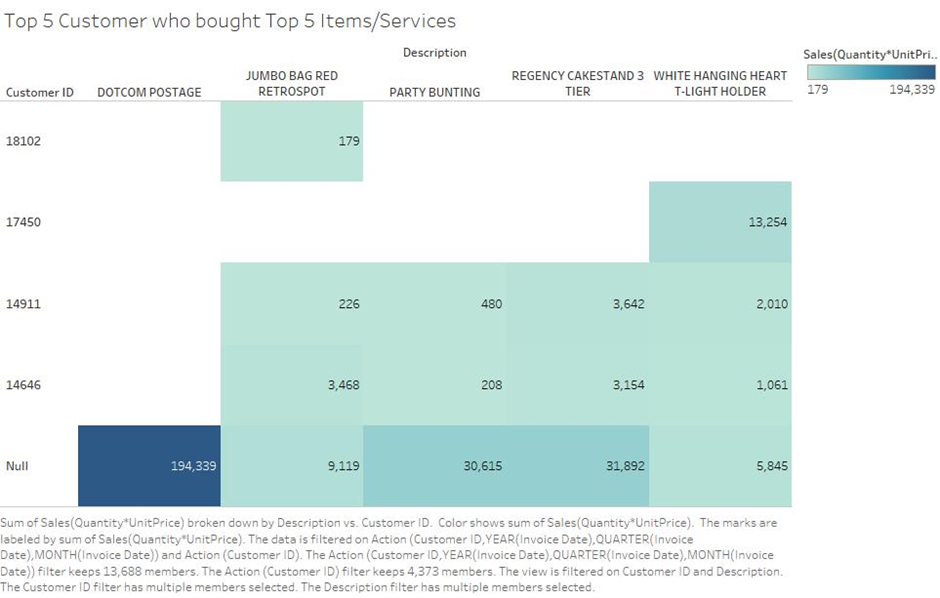 Top 5 Customer who bought Top 5 Items/Services
Description
Sales(Quantity*UnitPri..
179 194,339
Customer ID DOTCOM POSTAGE JUMBO BAG RED RETROSPOT PARTY BUNTING REGENCY CAKESTAND 3 TIER WHITE HANGING HEART T-LIGHT HOLDER
18102 179
17450 13,254
14911 226 480 3,642 2,010
14646 3,468 208 3,154 1,061
Null 194,339 9,119 30,615 31,892 5,845
Sum of Sales(Quantity*UnitPrice) broken down by Description vs. Customer ID. Color shows sum of Sales(Quantity*UnitPrice). The marks are
labeled by sum of Sales(Quantity*UnitPrice). The data is filtered on Action (Customer ID,YEAR(Invoice Date),QUARTER(Invoice
Date),MONTH(Invoice Date)) and Action (Customer ID). The Action (Customer ID,YEAR(Invoice Date),QUARTER(Invoice Date),MONTH(Invoice
Date)) filter keeps 13,688 members. The Action (Customer ID) filter keeps 4,373 members. The view is filtered on Customer ID and Description.
The Customer ID filter has multiple members selected. The Description filter has multiple members selected.